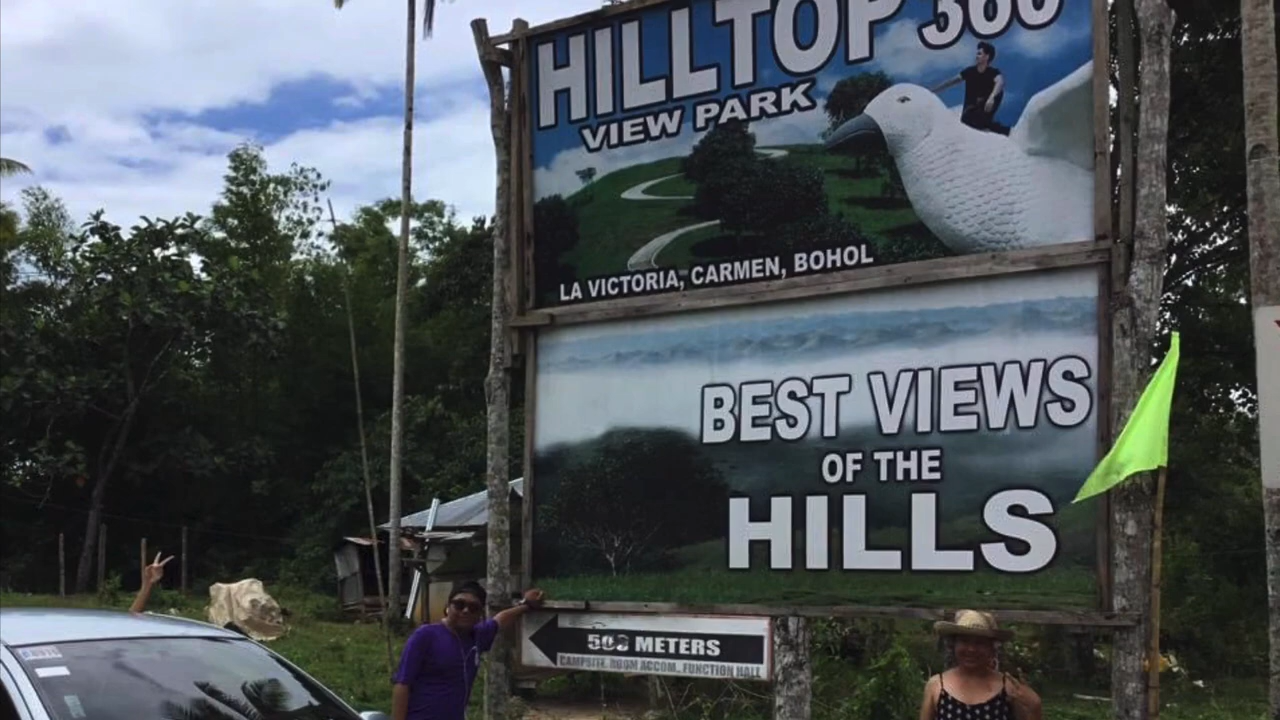 HILLTOP 360
VIEW PARK
LA VICTORIA, CARMEN, BOHOL
BEST VIEWS
OF THE
HILLS
500 METERS
CAMPSITE, ROOM ACCOM., FUNCTION HALL